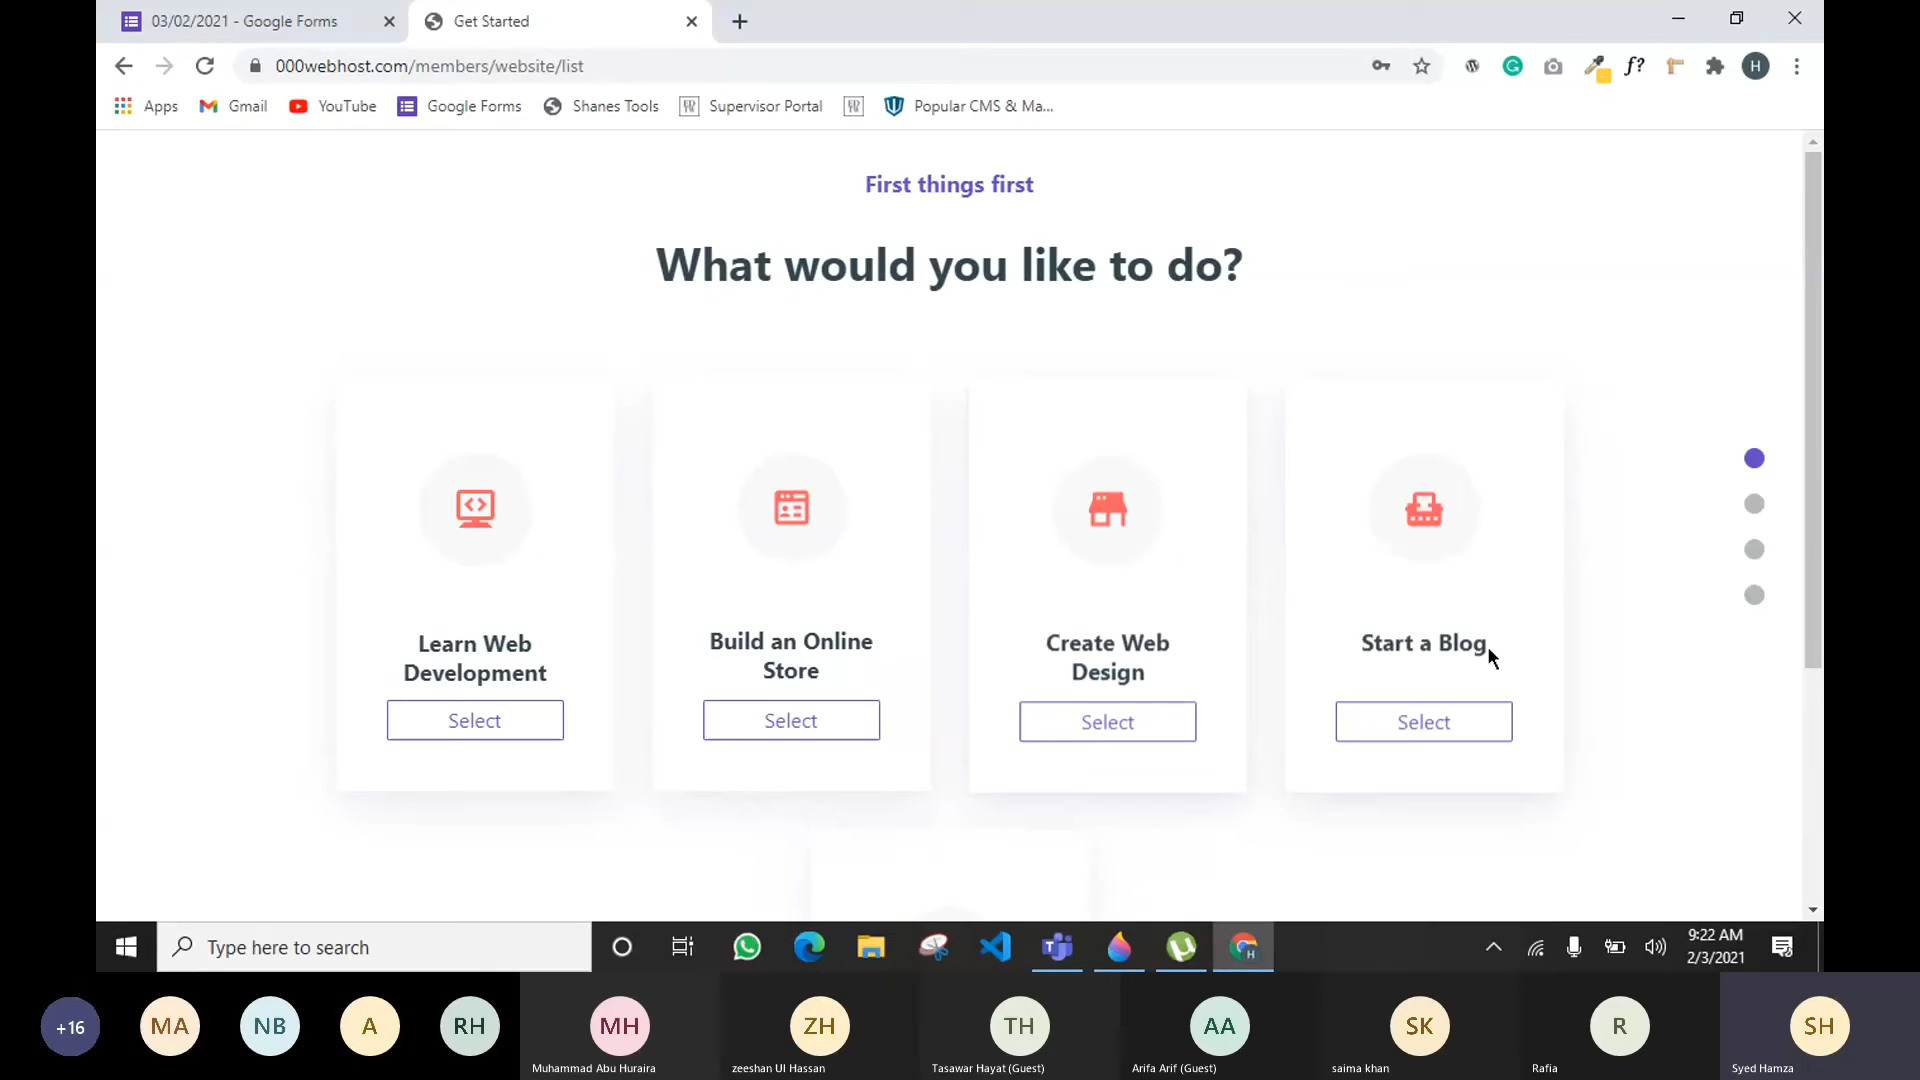 03/02/2021 - Google Forms
Get Started
000webhost.com/members/website/list
f?
H
Apps
Gmail
YouTube
Google Forms
Shanes Tools
Supervisor Portal
Popular CMS & Ma...
First things first
What would you like to do?
Learn Web
Development
Select
Build an Online
Store
Select
Create Web
Design
Select
Start a Blog
Select
Type here to search
9:22 AM
2/3/2021
+16
MA
NB
A
RH
MH
Muhammad Abu Huraira
ZH
zeeshan Ul Hassan
TH
Tasawar Hayat (Guest)
AA
Arifa Arif (Guest)
SK
saima khan
R
Rafia
SH
Syed Hamza